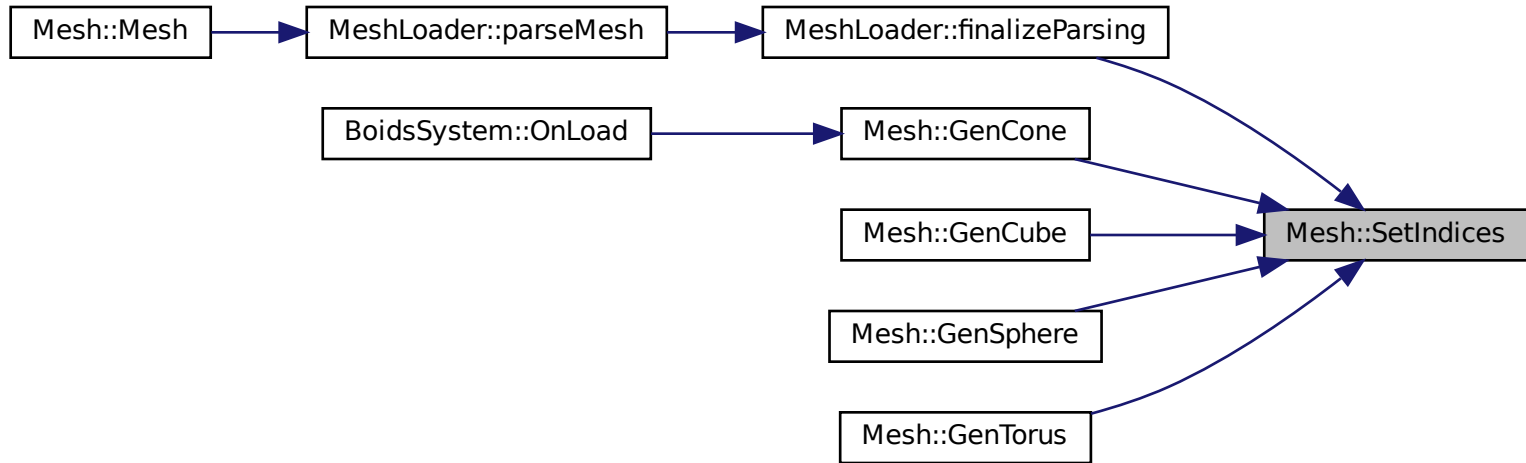 Mesh::Mesh
MeshLoader::parseMesh
MeshLoader::finalizeParsing
BoidsSystem::OnLoad
Mesh::GenCone
Mesh::GenCube
Mesh::SetIndices
Mesh::GenSphere
Mesh::GenTorus